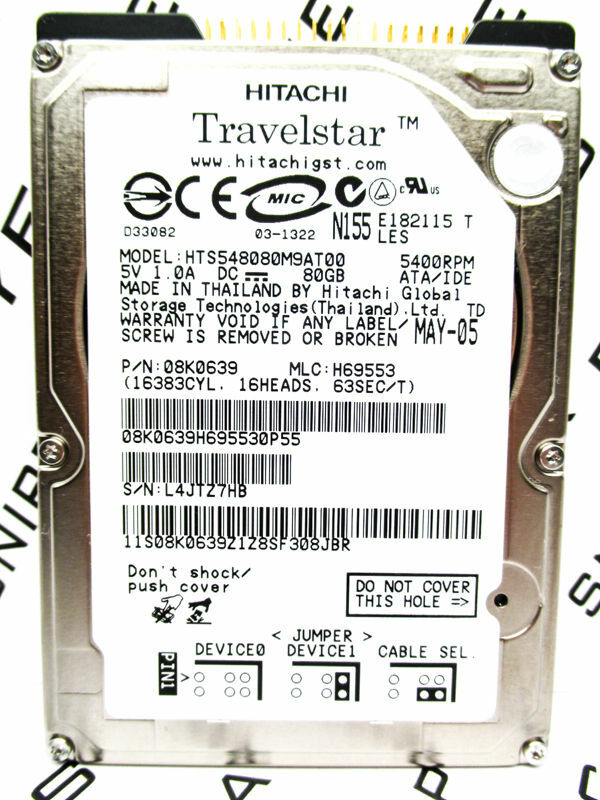 HITACHI
Travelstar ™
www.hitachigst.com
CE MIC c UR us
D33082 03-1322 N155 E182115 T
LES
MODEL: HTS548080M9AT00 5400RPM
5V 1.0A DC 80GB ATA/IDE
MADE IN THAILAND BY Hitachi Global
Storage Technologies(Thailand).Ltd. TD
WARRANTY VOID IF ANY LABEL/ MAY-05
SCREW IS REMOVED OR BROKEN
P/N:08K0639 MLC:H69553
(16383CYL. 16HEADS. 63SEC/T)
08K0639H695530P55
S/N:L4JTZ7HB
11S08K0639Z1Z8SF308JBR
Don't shock/
push cover
DO NOT COVER
THIS HOLE =>
< JUMPER >
DEVICE0 DEVICE1 CABLE SEL.
PIN1 >